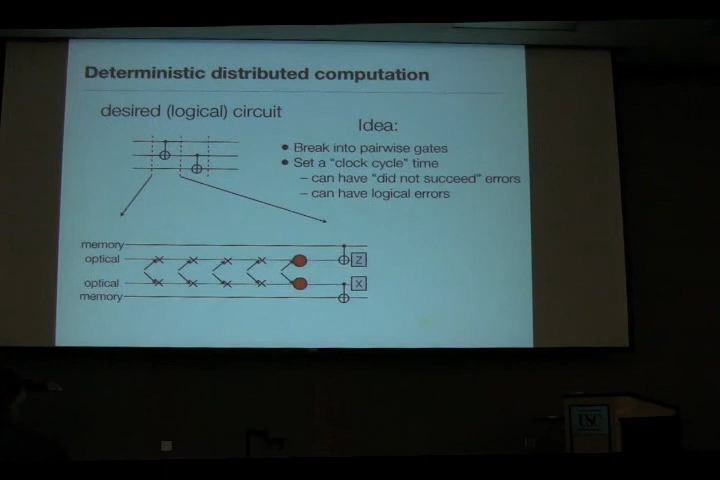 Deterministic distributed computation
desired (logical) circuit
Idea:
• Break into pairwise gates
• Set a "clock cycle" time
– can have "did not succeed" errors
– can have logical errors
memory
optical
Z
optical
X
memory
USC